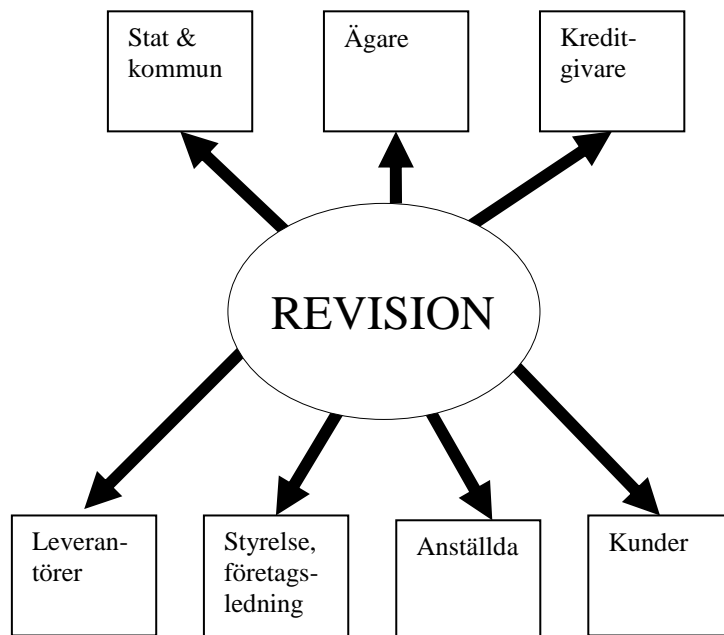 Stat &
kommun
Ägare
Kredit-
givare
REVISION
Leveran-
törer
Styrelse,
företags-
ledning
Anställda
Kunder